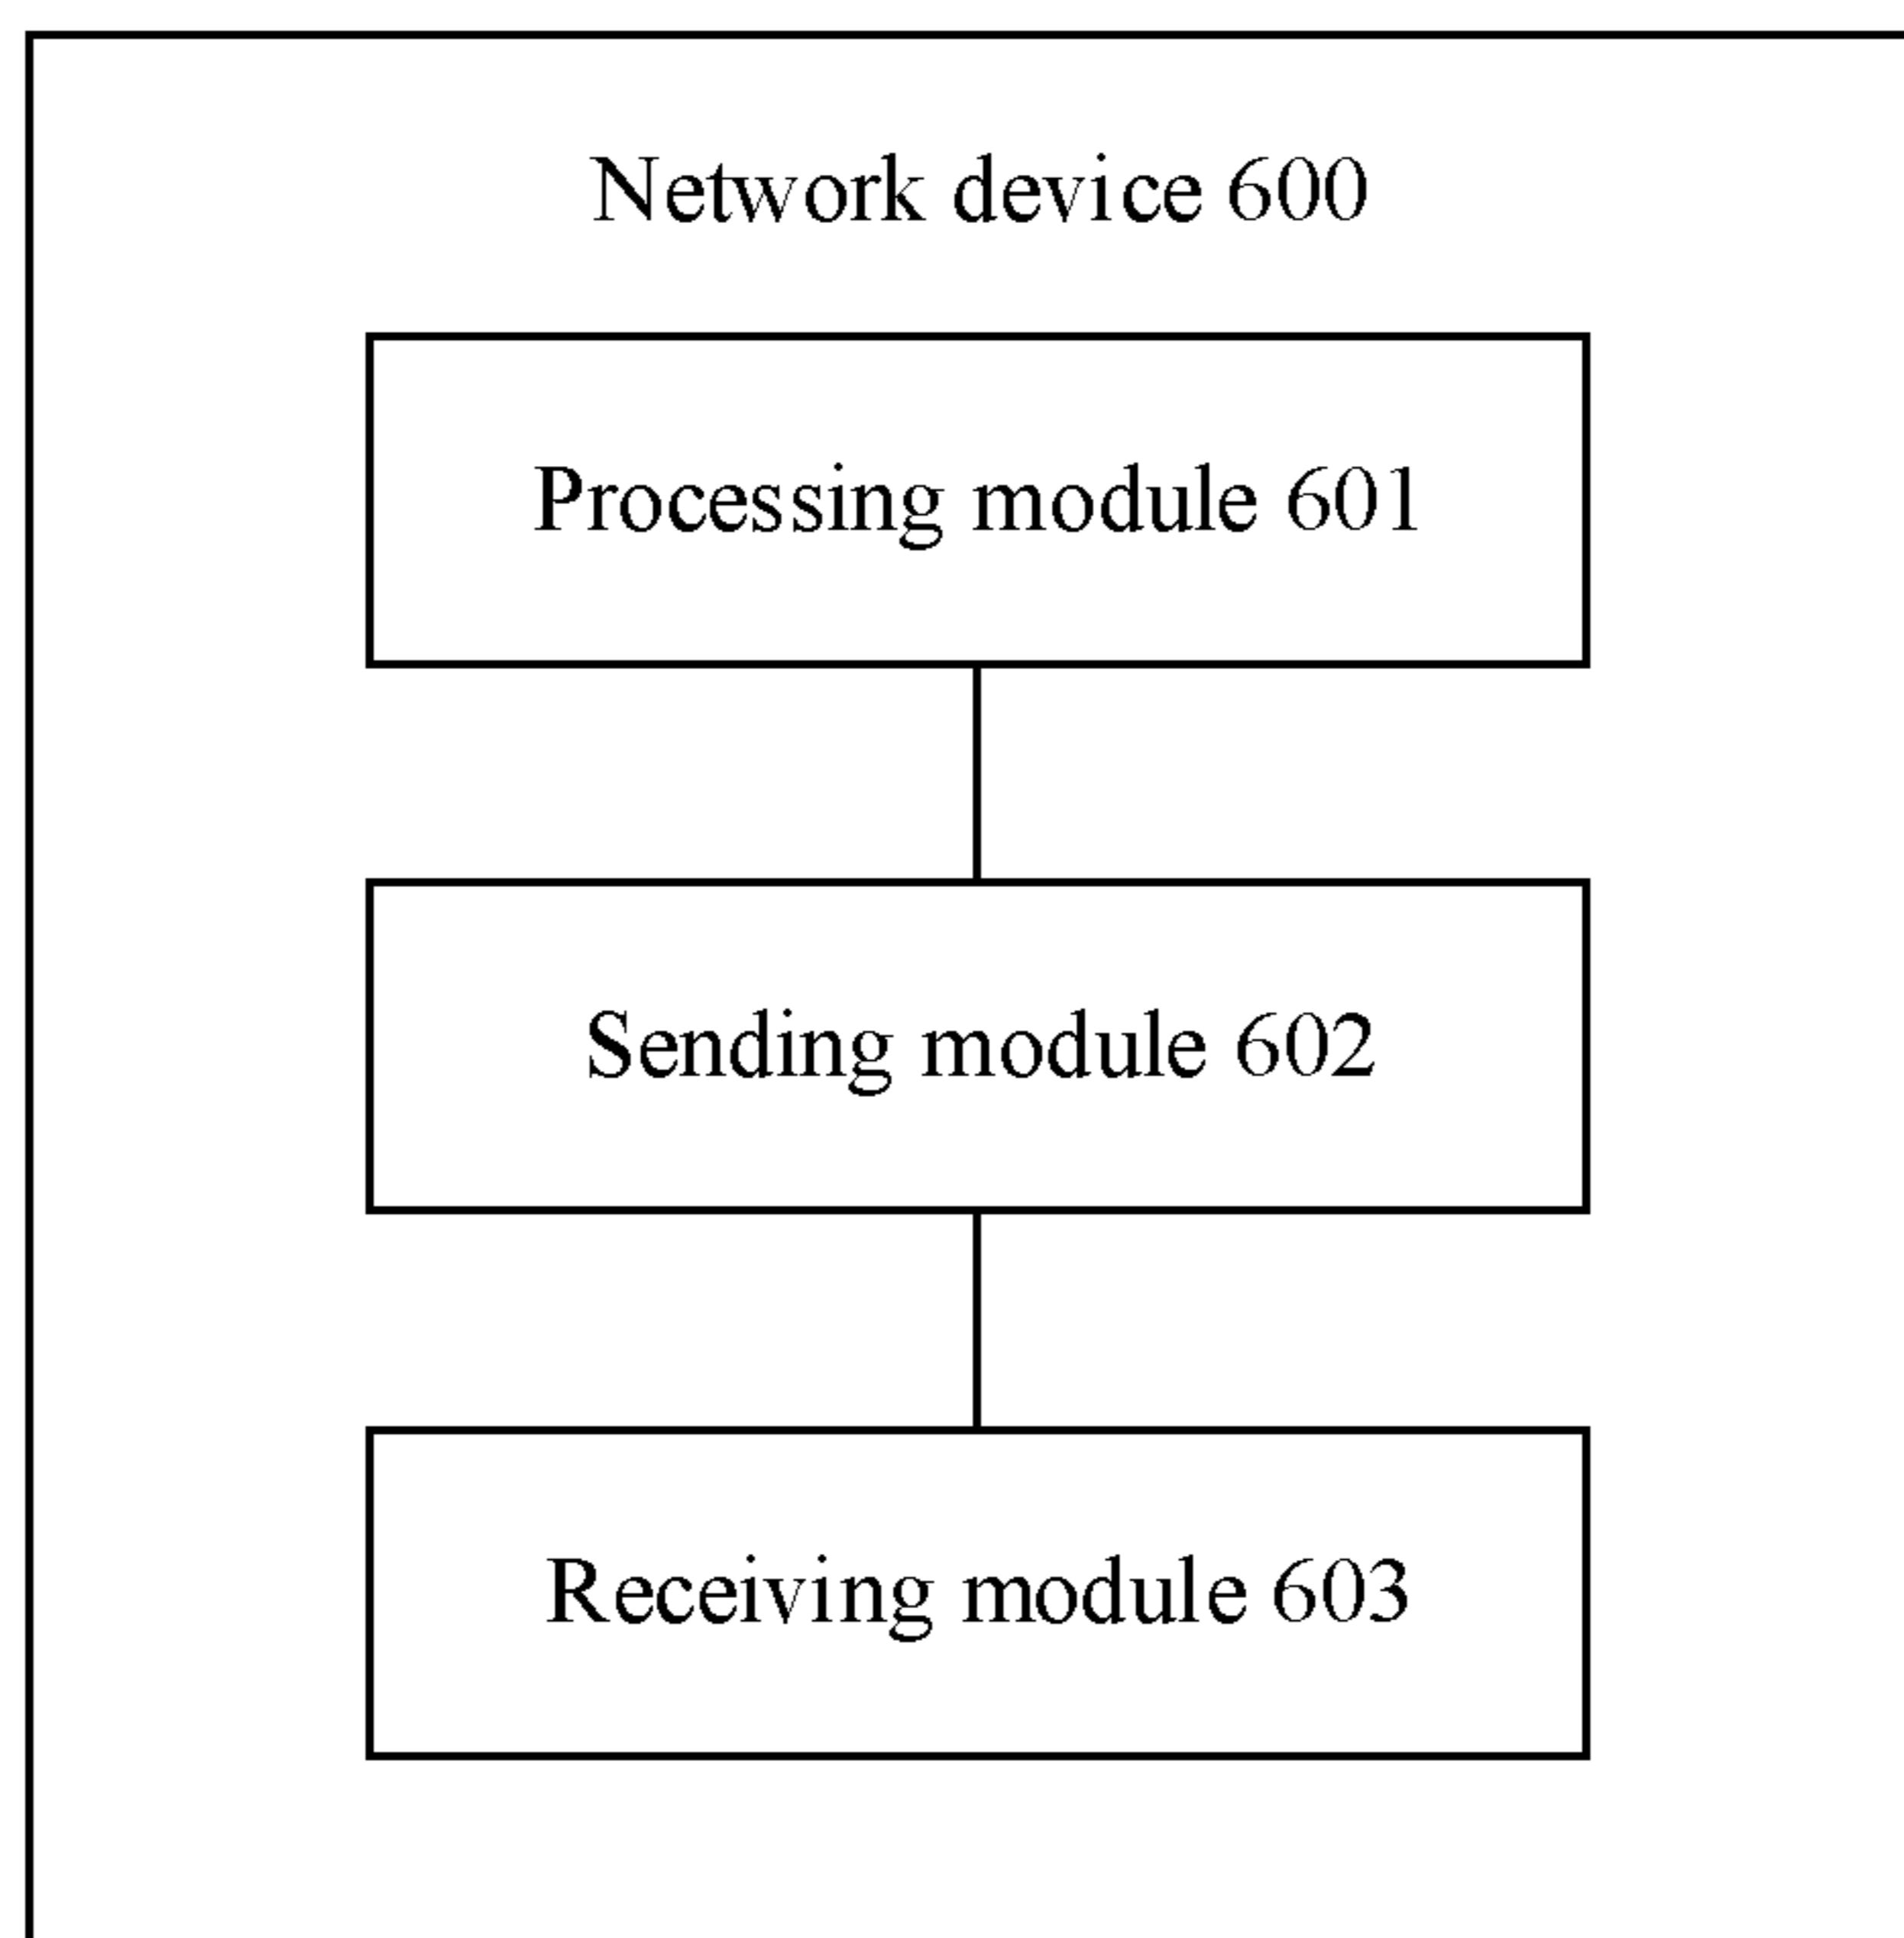 Network device 600
Processing module 601
Sending module 602
Receiving module 603